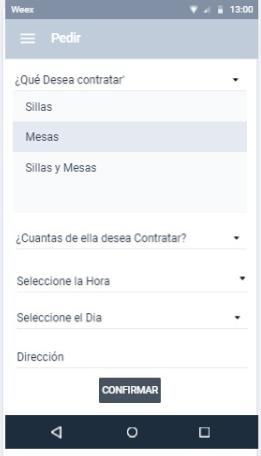 Weex 13:00
Pedir
¿Qué Desea contratar'
Sillas
Mesas
Sillas y Mesas
¿Cuantas de ella desea Contratar?
Seleccione la Hora
Seleccione el Dia
Dirección
CONFIRMAR